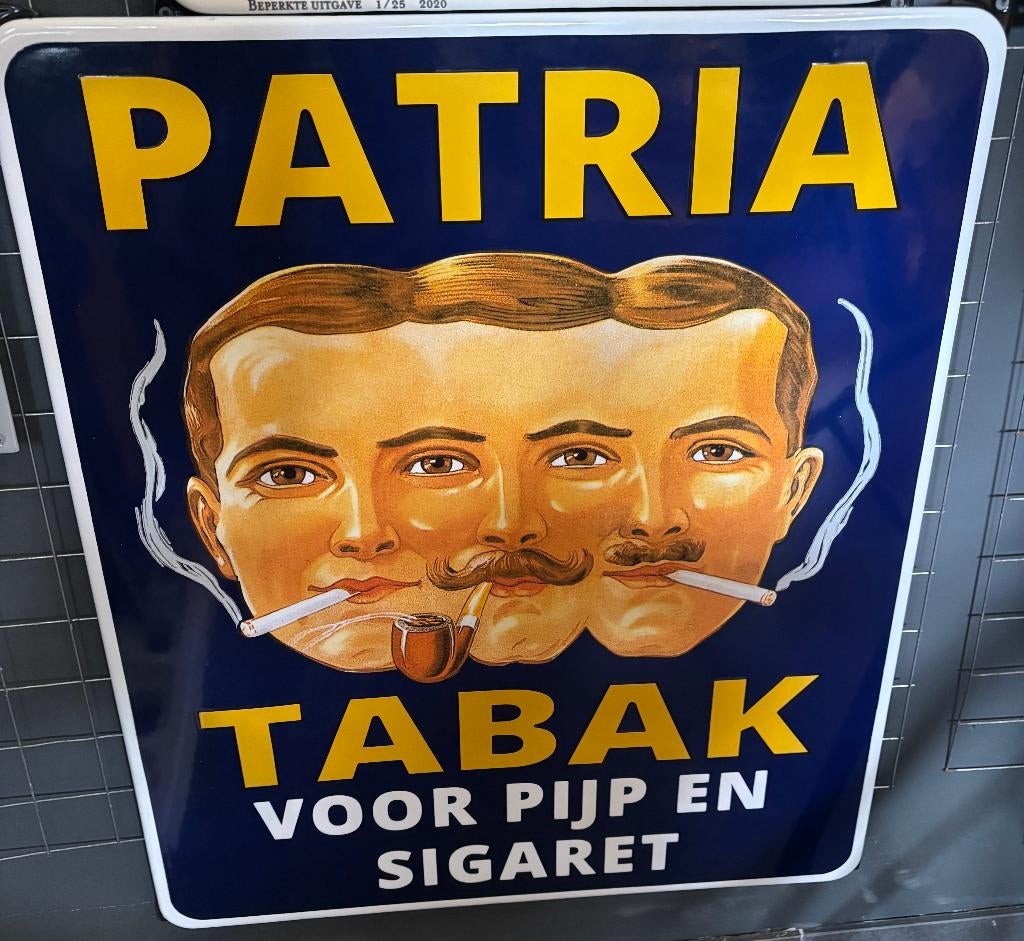 BEPERKTE UITGAVE 1/25 2020
PATRIA
TABAK
VOOR PIJP EN
SIGARET